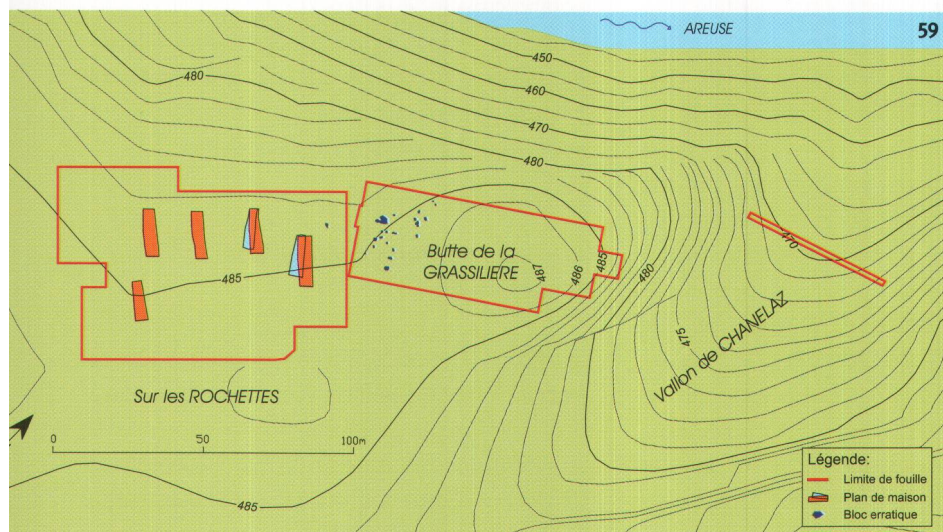 AREUSE
59
450
460
470
480
480
Butte de la
GRASSILIERE
487
486
485
480
470
485
475
Vallon de CHANELAZ
Sur les ROCHETTES
0
50
100m
485
Légende:
Limite de fouille
Plan de maison
Bloc erratique